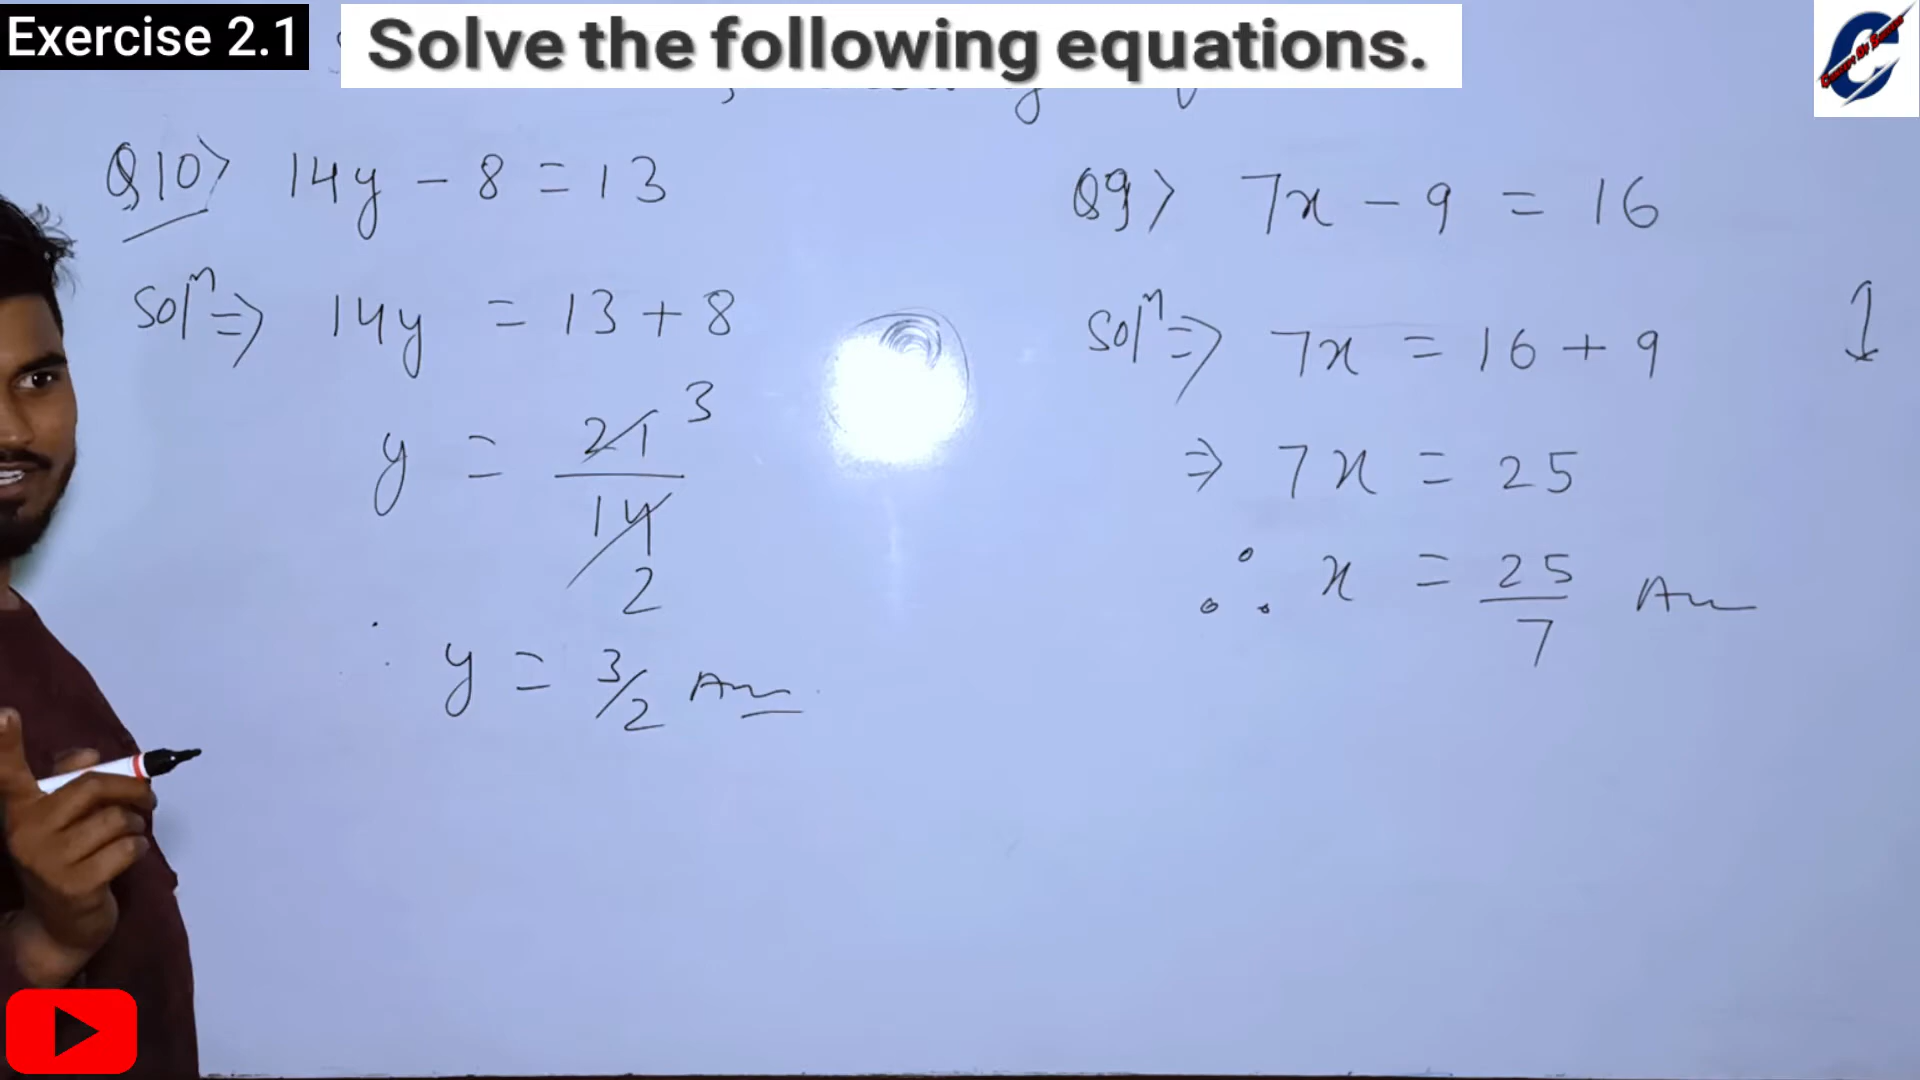 Exercise 2.1
Solve the following equations.
Q10> 14y - 8 = 13
Solⁿ => 14y = 13 + 8
y = 21/14 3 2
∴ y = 3/2 Ans
Q9> 7x - 9 = 16
Solⁿ => 7x = 16 + 9
=> 7x = 25
∴ x = 25/7 Ans